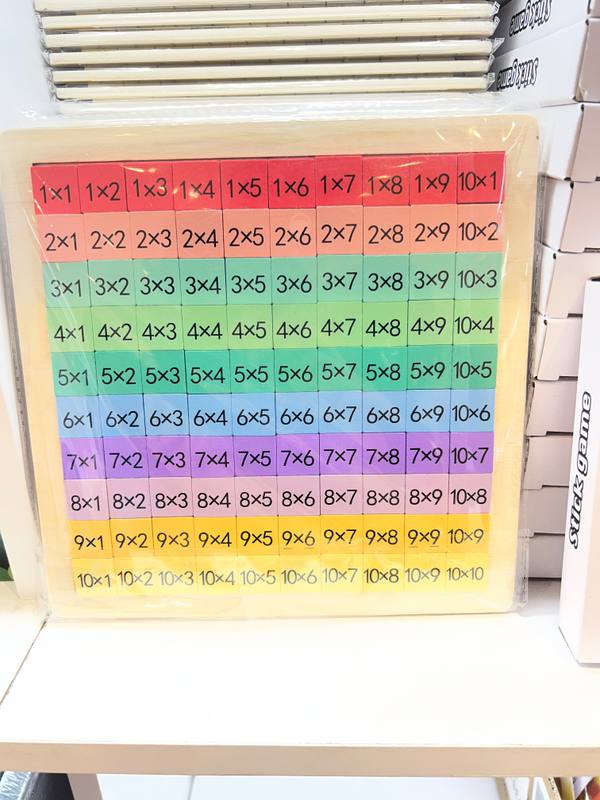 Stick game
Stick game
1×1 1×2 1×3 1×4 1×5 1×6 1×7 1×8 1×9 10×1
2×1 2×2 2×3 2×4 2×5 2×6 2×7 2×8 2×9 10×2
3×1 3×2 3×3 3×4 3×5 3×6 3×7 3×8 3×9 10×3
4×1 4×2 4×3 4×4 4×5 4×6 4×7 4×8 4×9 10×4
5×1 5×2 5×3 5×4 5×5 5×6 5×7 5×8 5×9 10×5
6×1 6×2 6×3 6×4 6×5 6×6 6×7 6×8 6×9 10×6
7×1 7×2 7×3 7×4 7×5 7×6 7×7 7×8 7×9 10×7
8×1 8×2 8×3 8×4 8×5 8×6 8×7 8×8 8×9 10×8
9×1 9×2 9×3 9×4 9×5 9×6 9×7 9×8 9×9 10×9
10×1 10×2 10×3 10×4 10×5 10×6 10×7 10×8 10×9 10×10
Stick game